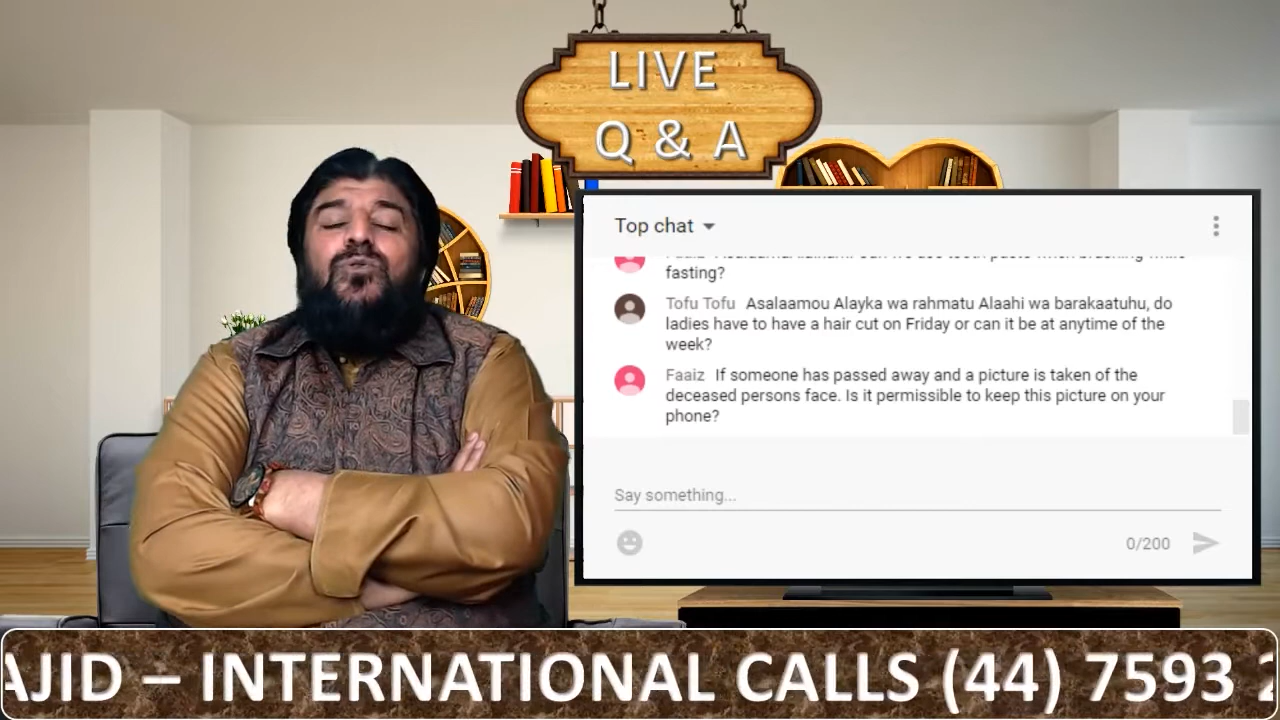 LIVE
Q & A
Top chat
fasting?
Tofu Tofu Asalaamou Alayka wa rahmatu Alaahi wa barakaatuhu, do
ladies have to have a hair cut on Friday or can it be at anytime of the
week?
Faaiz If someone has passed away and a picture is taken of the
deceased persons face. Is it permissible to keep this picture on your
phone?
Say something...
0/200
AJID – INTERNATIONAL CALLS (44) 7593